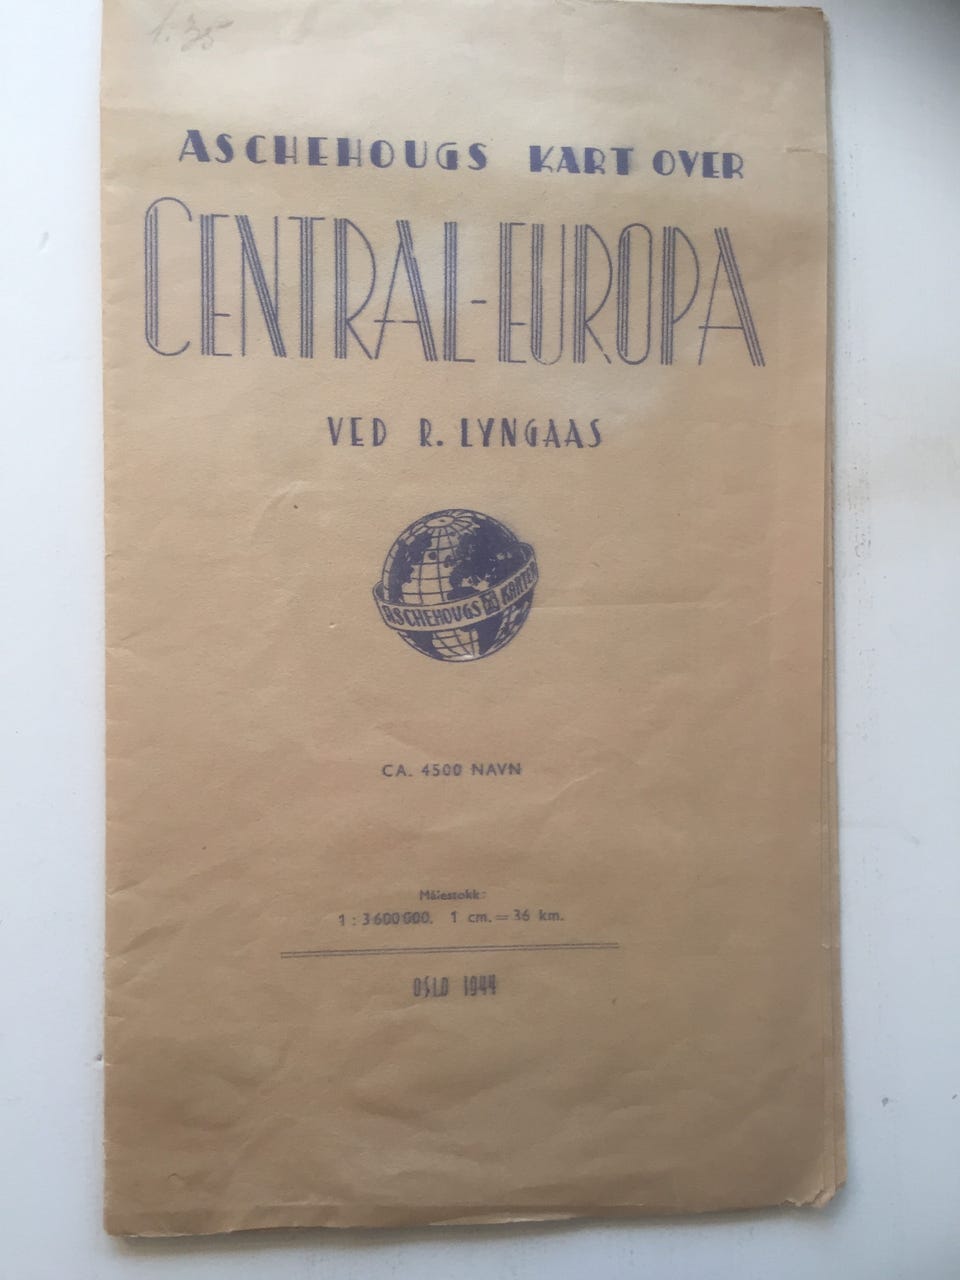 1.35
ASCHEHOUGS KART OVER
CENTRAL-EUROPA
VED R. LYNGAAS
ASCHEHOUGS KARTER
CA. 4500 NAVN
Målestokk:
1 : 3 600 000. 1 cm. = 36 km.
OSLO 1944